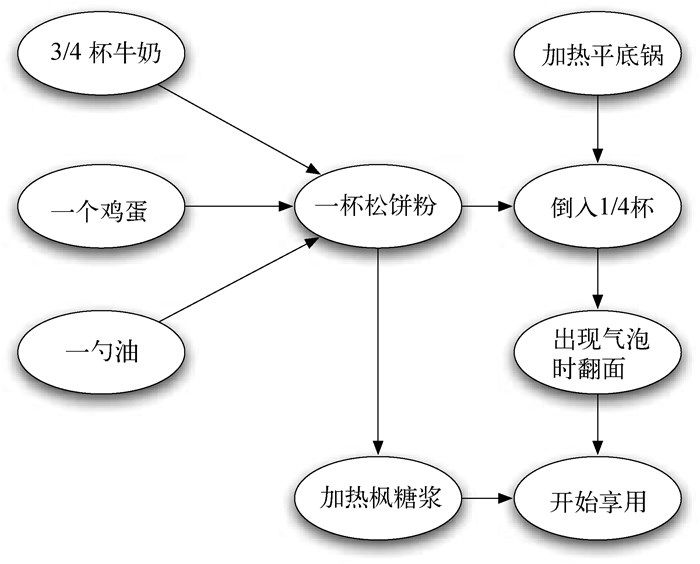 3/4 杯牛奶
加热平底锅
一个鸡蛋
一杯松饼粉
倒入1/4杯
一勺油
出现气泡
时翻面
加热枫糖浆
开始享用